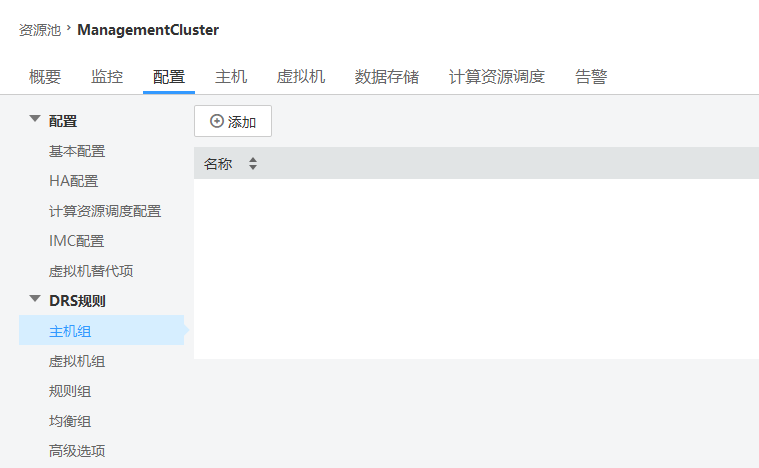 资源池 › ManagementCluster
概要 监控 配置 主机 虚拟机 数据存储 计算资源调度 告警
配置
基本配置
HA配置
计算资源调度配置
IMC配置
虚拟机替代项
DRS规则
主机组
虚拟机组
规则组
均衡组
高级选项
添加
名称